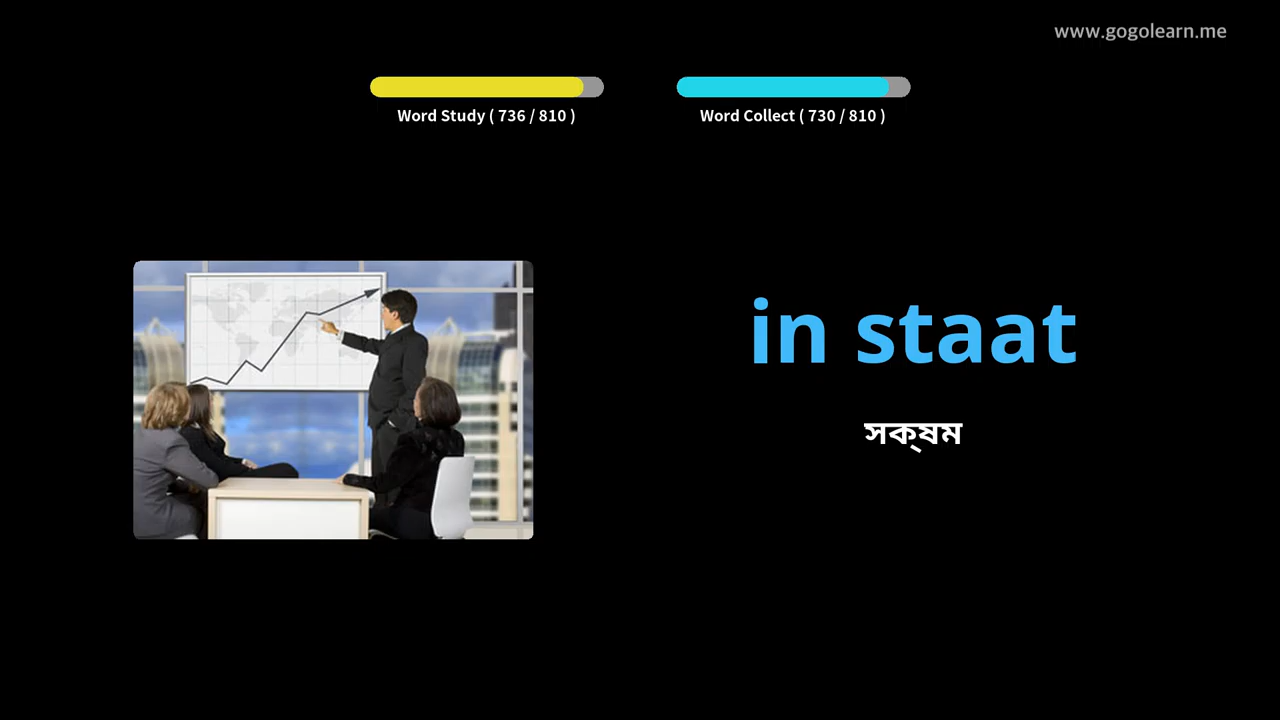 www.gogolearn.me
Word Study ( 736 / 810 )
Word Collect ( 730 / 810 )
in staat
সক্ষম